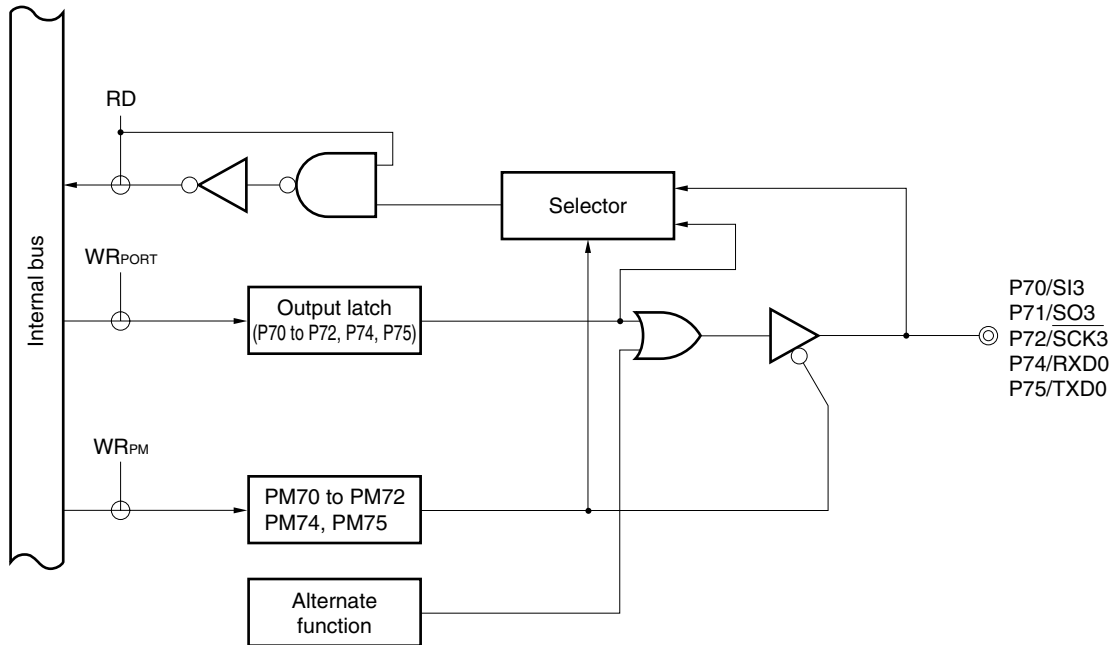 RD
Selector
WRPORT
Internal bus
Output latch
(P70 to P72, P74, P75)
P70/SI3
P71/SO3
P72/S̅C̅K̅3̅
P74/RXD0
P75/TXD0
WRPM
PM70 to PM72
PM74, PM75
Alternate
function